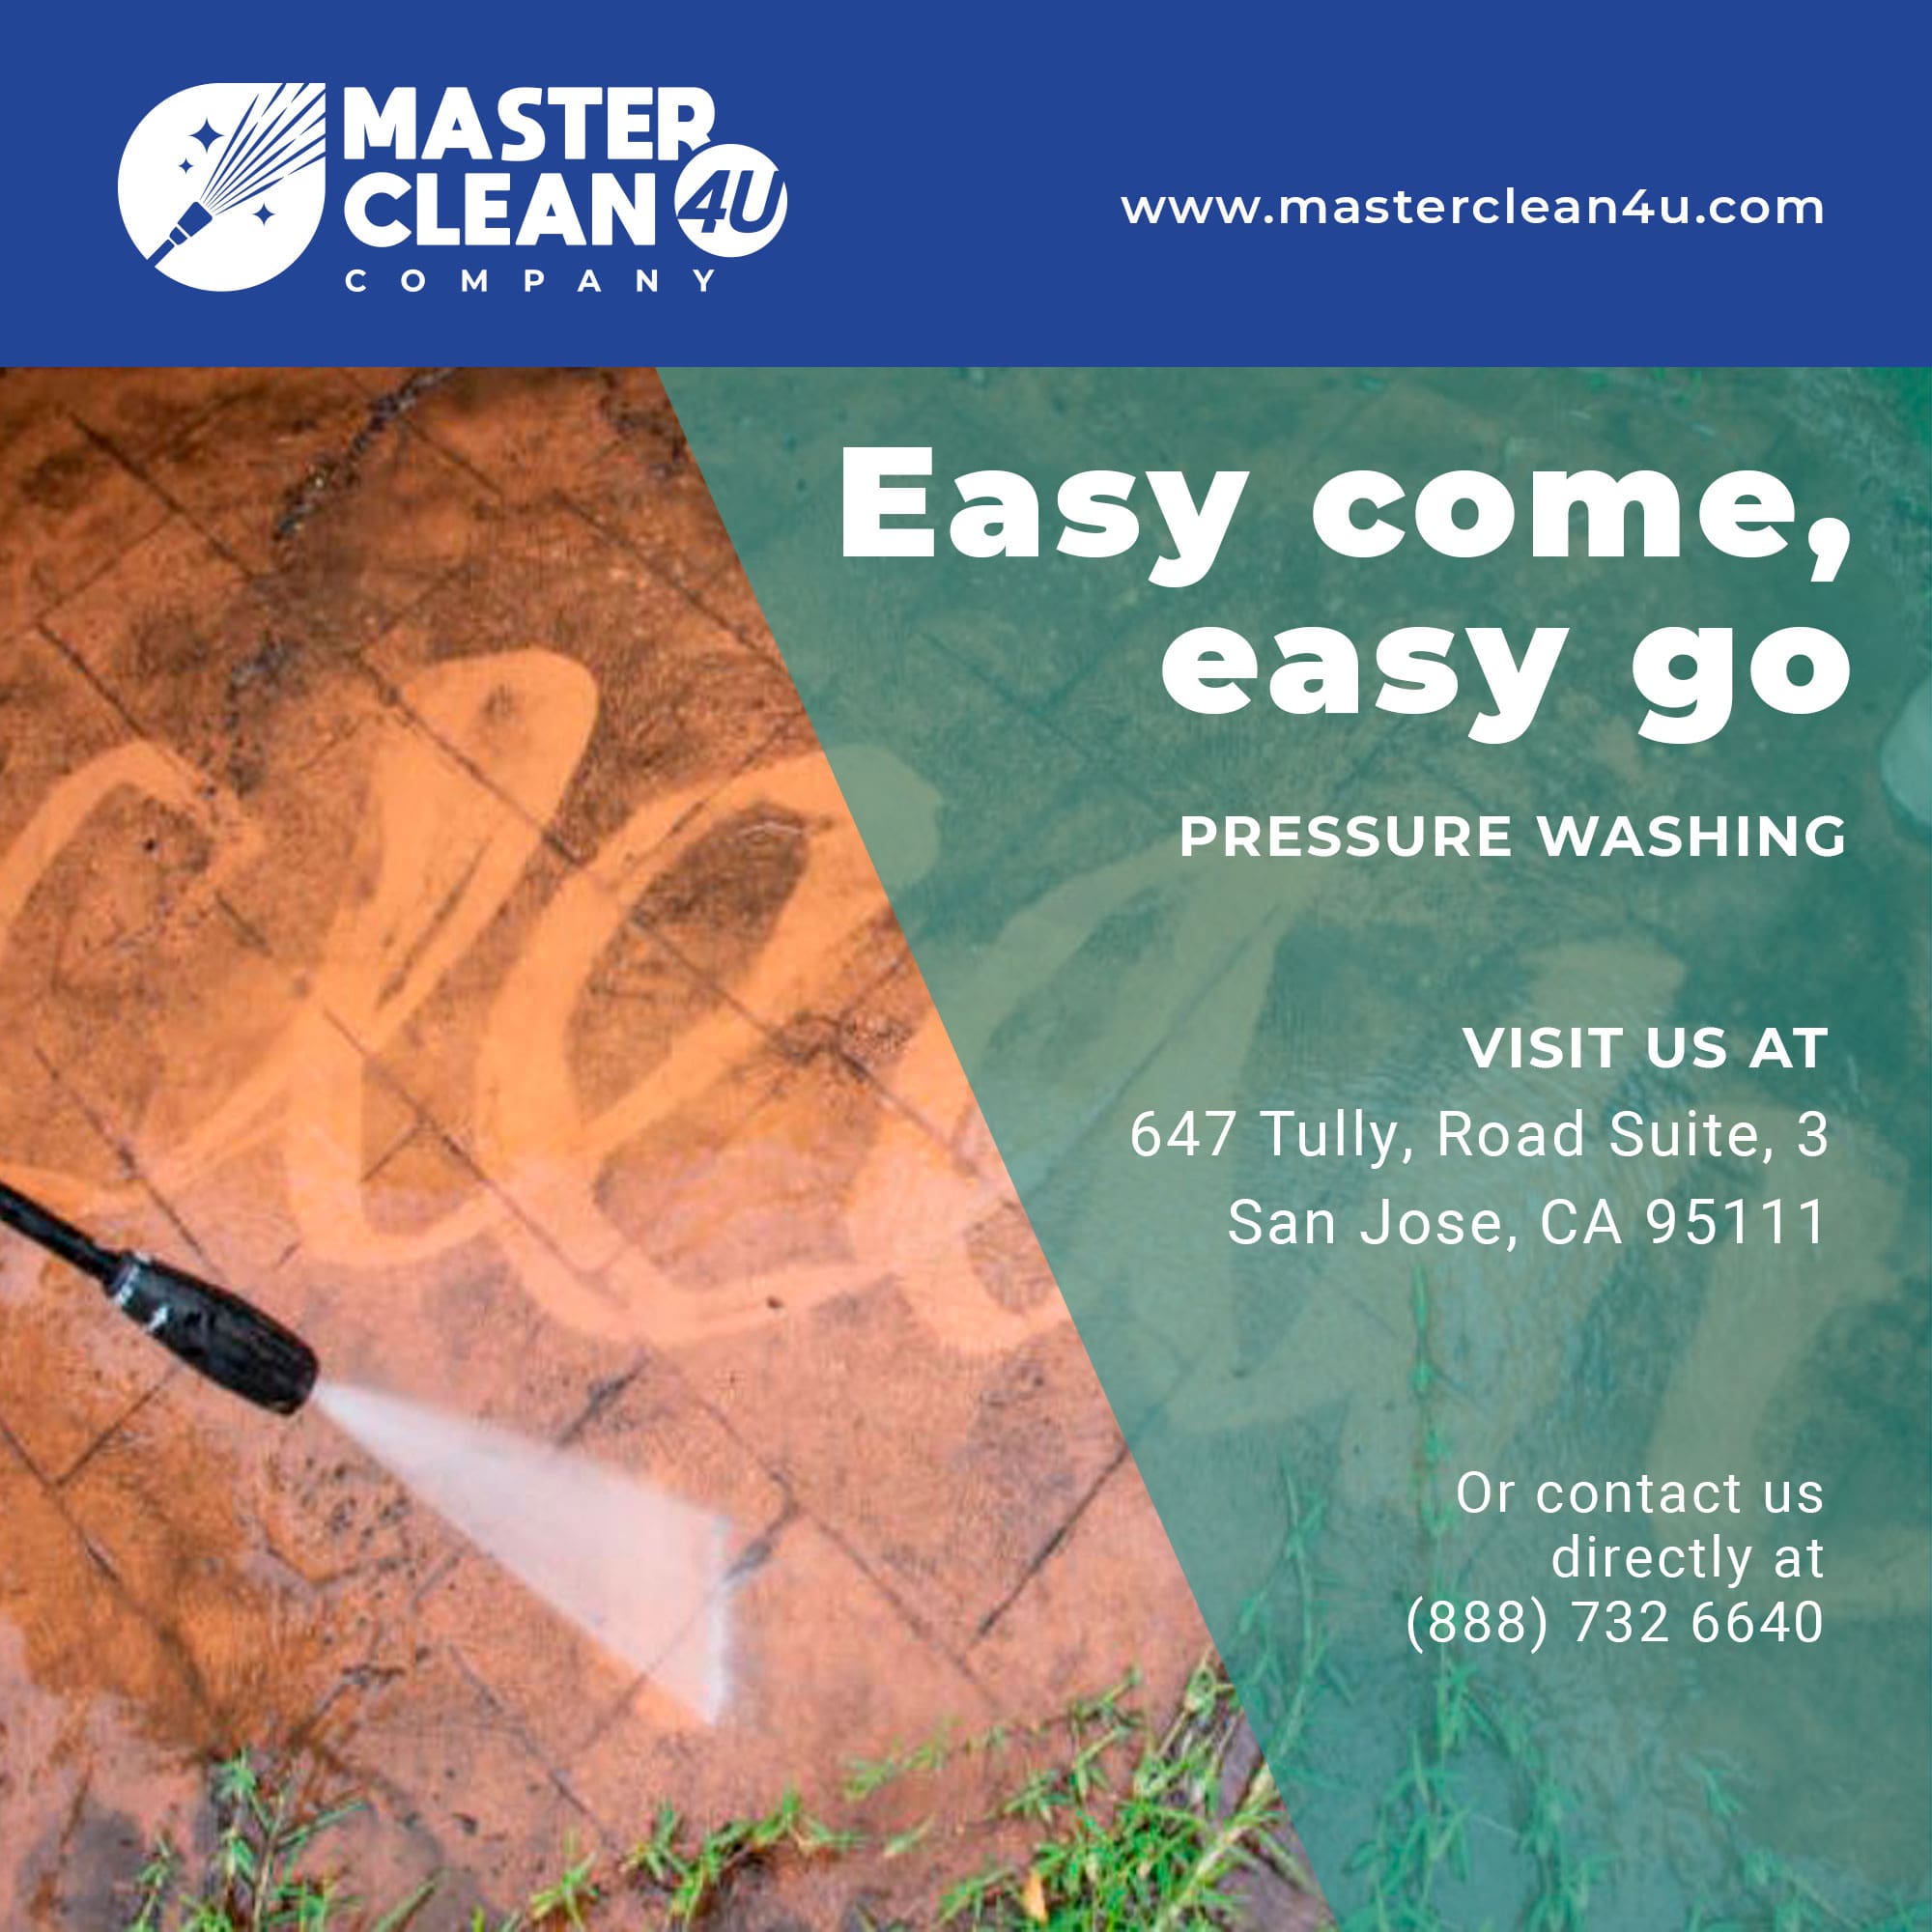 MASTER
CLEAN 4U
COMPANY
www.masterclean4u.com
Easy come,
easy go
PRESSURE WASHING
VISIT US AT
647 Tully, Road Suite, 3
San Jose, CA 95111
Or contact us
directly at
(888) 732 6640